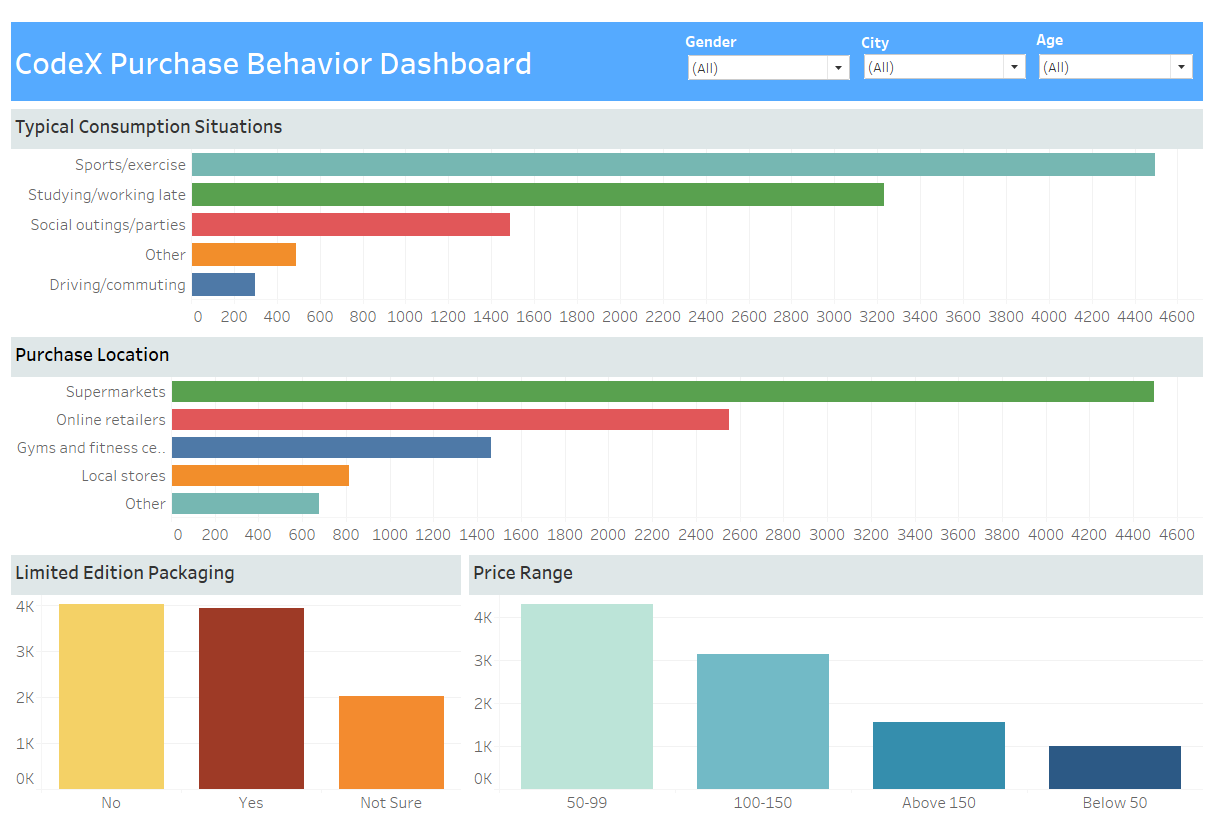 CodeX Purchase Behavior Dashboard
Gender
City
Age
(All)
(All)
(All)
Typical Consumption Situations
Sports/exercise
Studying/working late
Social outings/parties
Other
Driving/commuting
0 200 400 600 800 1000 1200 1400 1600 1800 2000 2200 2400 2600 2800 3000 3200 3400 3600 3800 4000 4200 4400 4600
Purchase Location
Supermarkets
Online retailers
Gyms and fitness ce..
Local stores
Other
0 200 400 600 800 1000 1200 1400 1600 1800 2000 2200 2400 2600 2800 3000 3200 3400 3600 3800 4000 4200 4400 4600
Limited Edition Packaging
4K
3K
2K
1K
0K
No Yes Not Sure
Price Range
4K
3K
2K
1K
0K
50-99 100-150 Above 150 Below 50